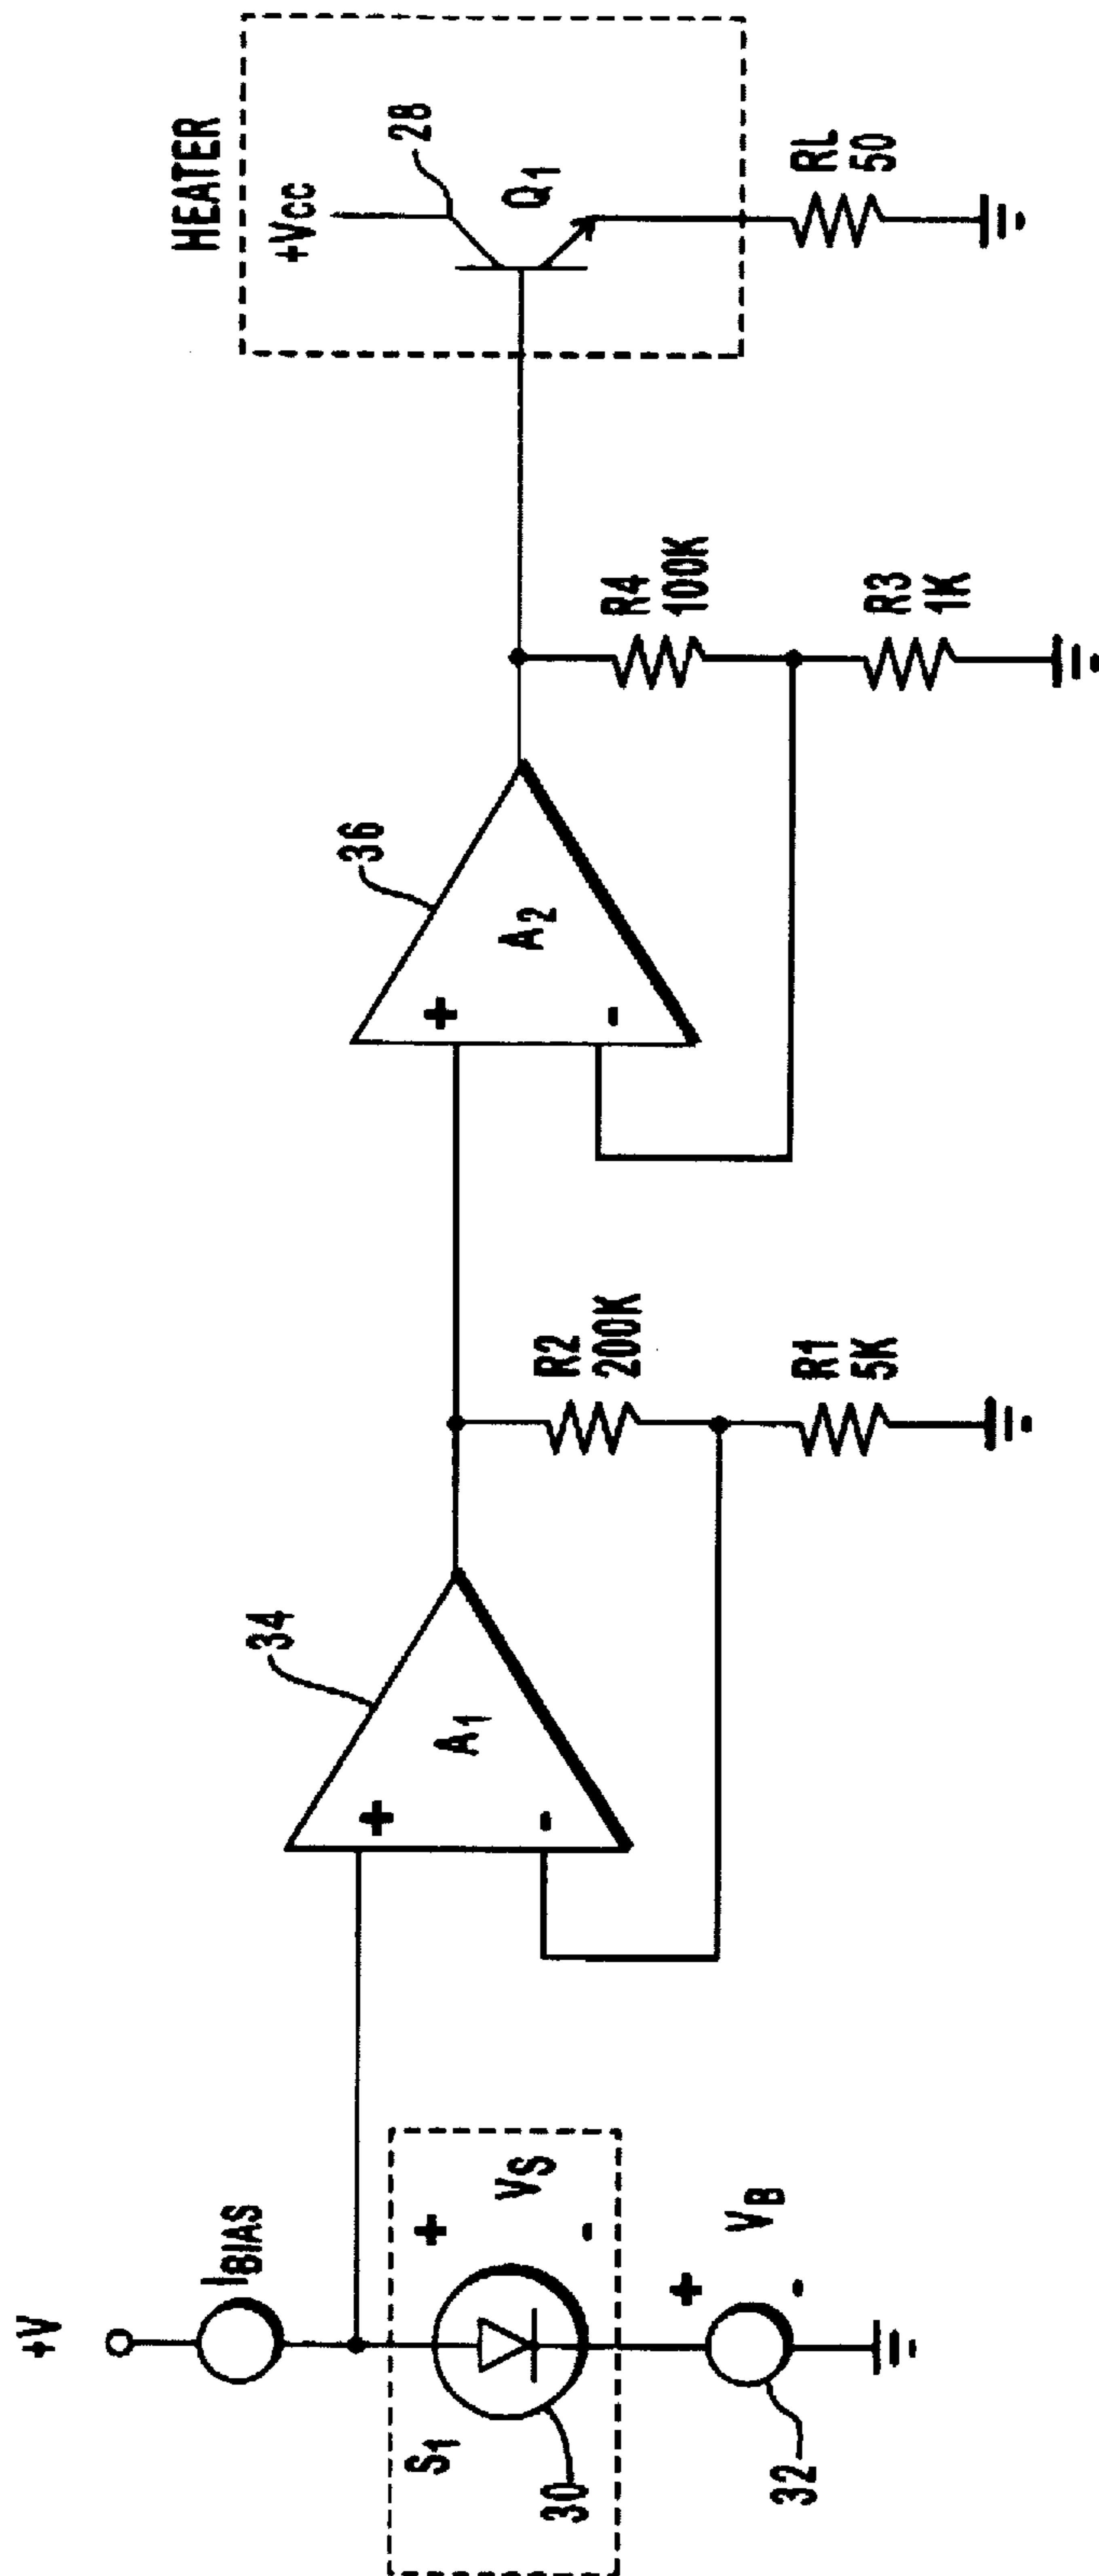 +V
IBIAS
S1
+
VS
-
30
+
VB
-
32
34
+
A1
-
R2
200K
R1
5K
36
+
A2
-
R4
100K
R3
1K
HEATER
+VCC
28
Q1
RL
50